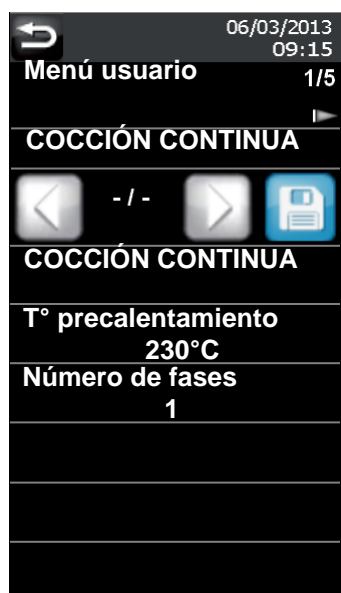 06/03/2013
09:15
Menú usuario 1/5
COCCIÓN CONTINUA
- / -
COCCIÓN CONTINUA
T° precalentamiento
230°C
Número de fases
1